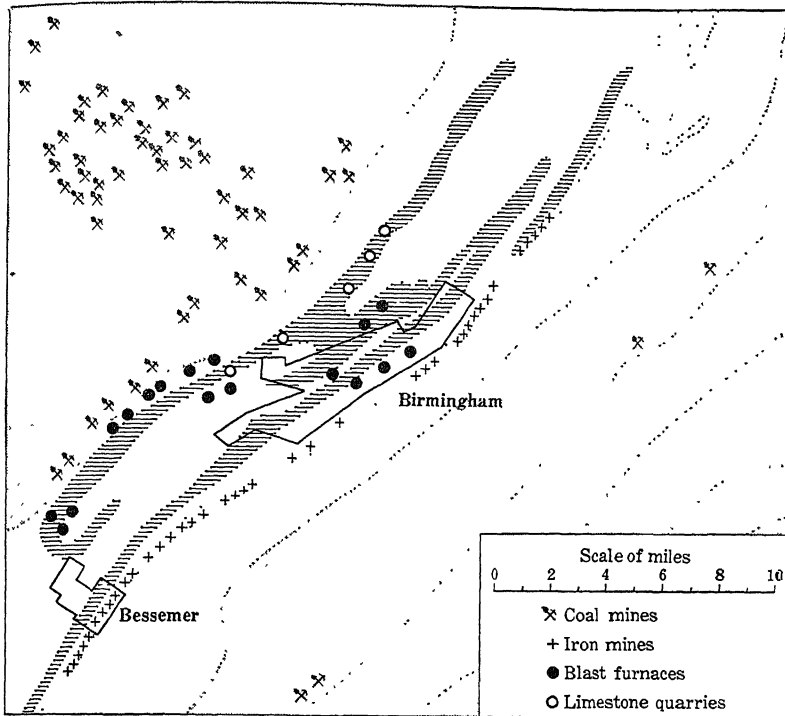 Birmingham
Bessemer
Scale of miles
0 2 4 6 8 10
Coal mines
Iron mines
Blast furnaces
Limestone quarries